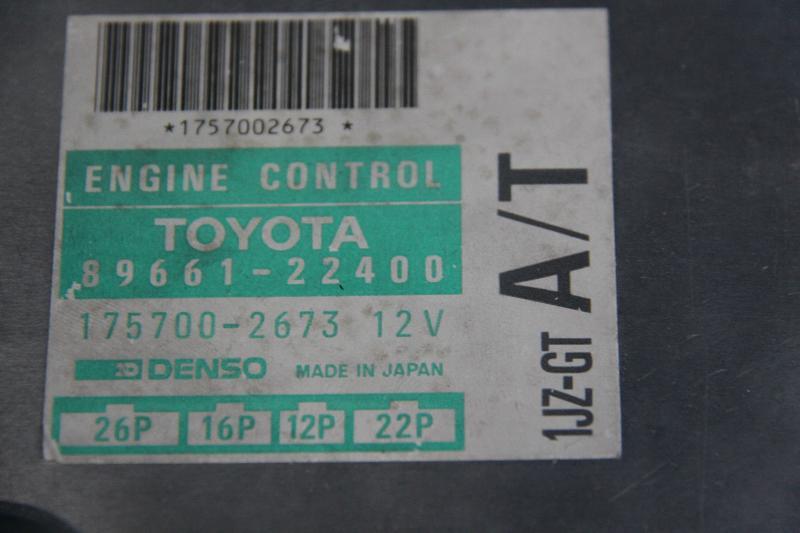 *1757002673 *
ENGINE CONTROL
TOYOTA
89661-22400
175700-2673 12V
DENSO MADE IN JAPAN
26P 16P 12P 22P
1JZ-GT A/T